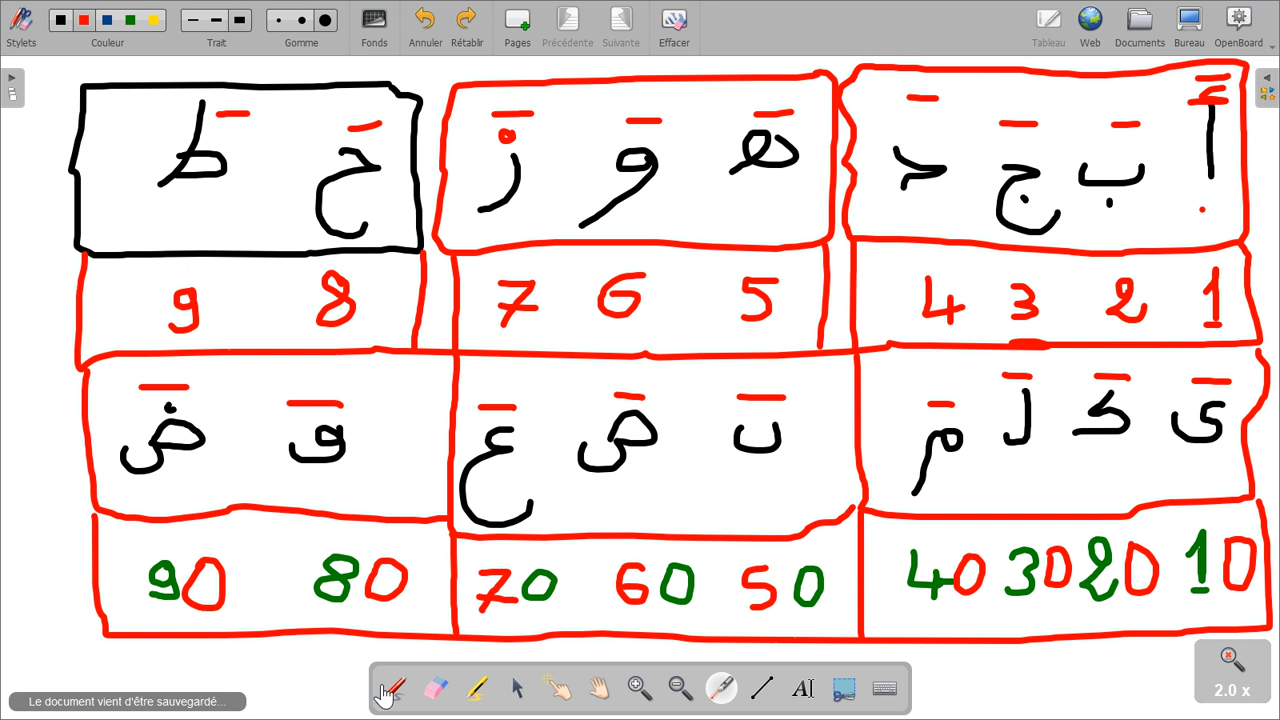 Stylets Couleur Trait Gomme Fonds Annuler Rétablir Pages Précédente Suivante Effacer Tableau Web Documents Bureau OpenBoard
أ ب ج د ه و ز ح ط
1 2 3 4 5 6 7 8 9
ى ك ل م ں ص ع ٯ ض
10 20 30 40 50 60 70 80 90
Le document vient d'être sauvegardé...
2.0 x